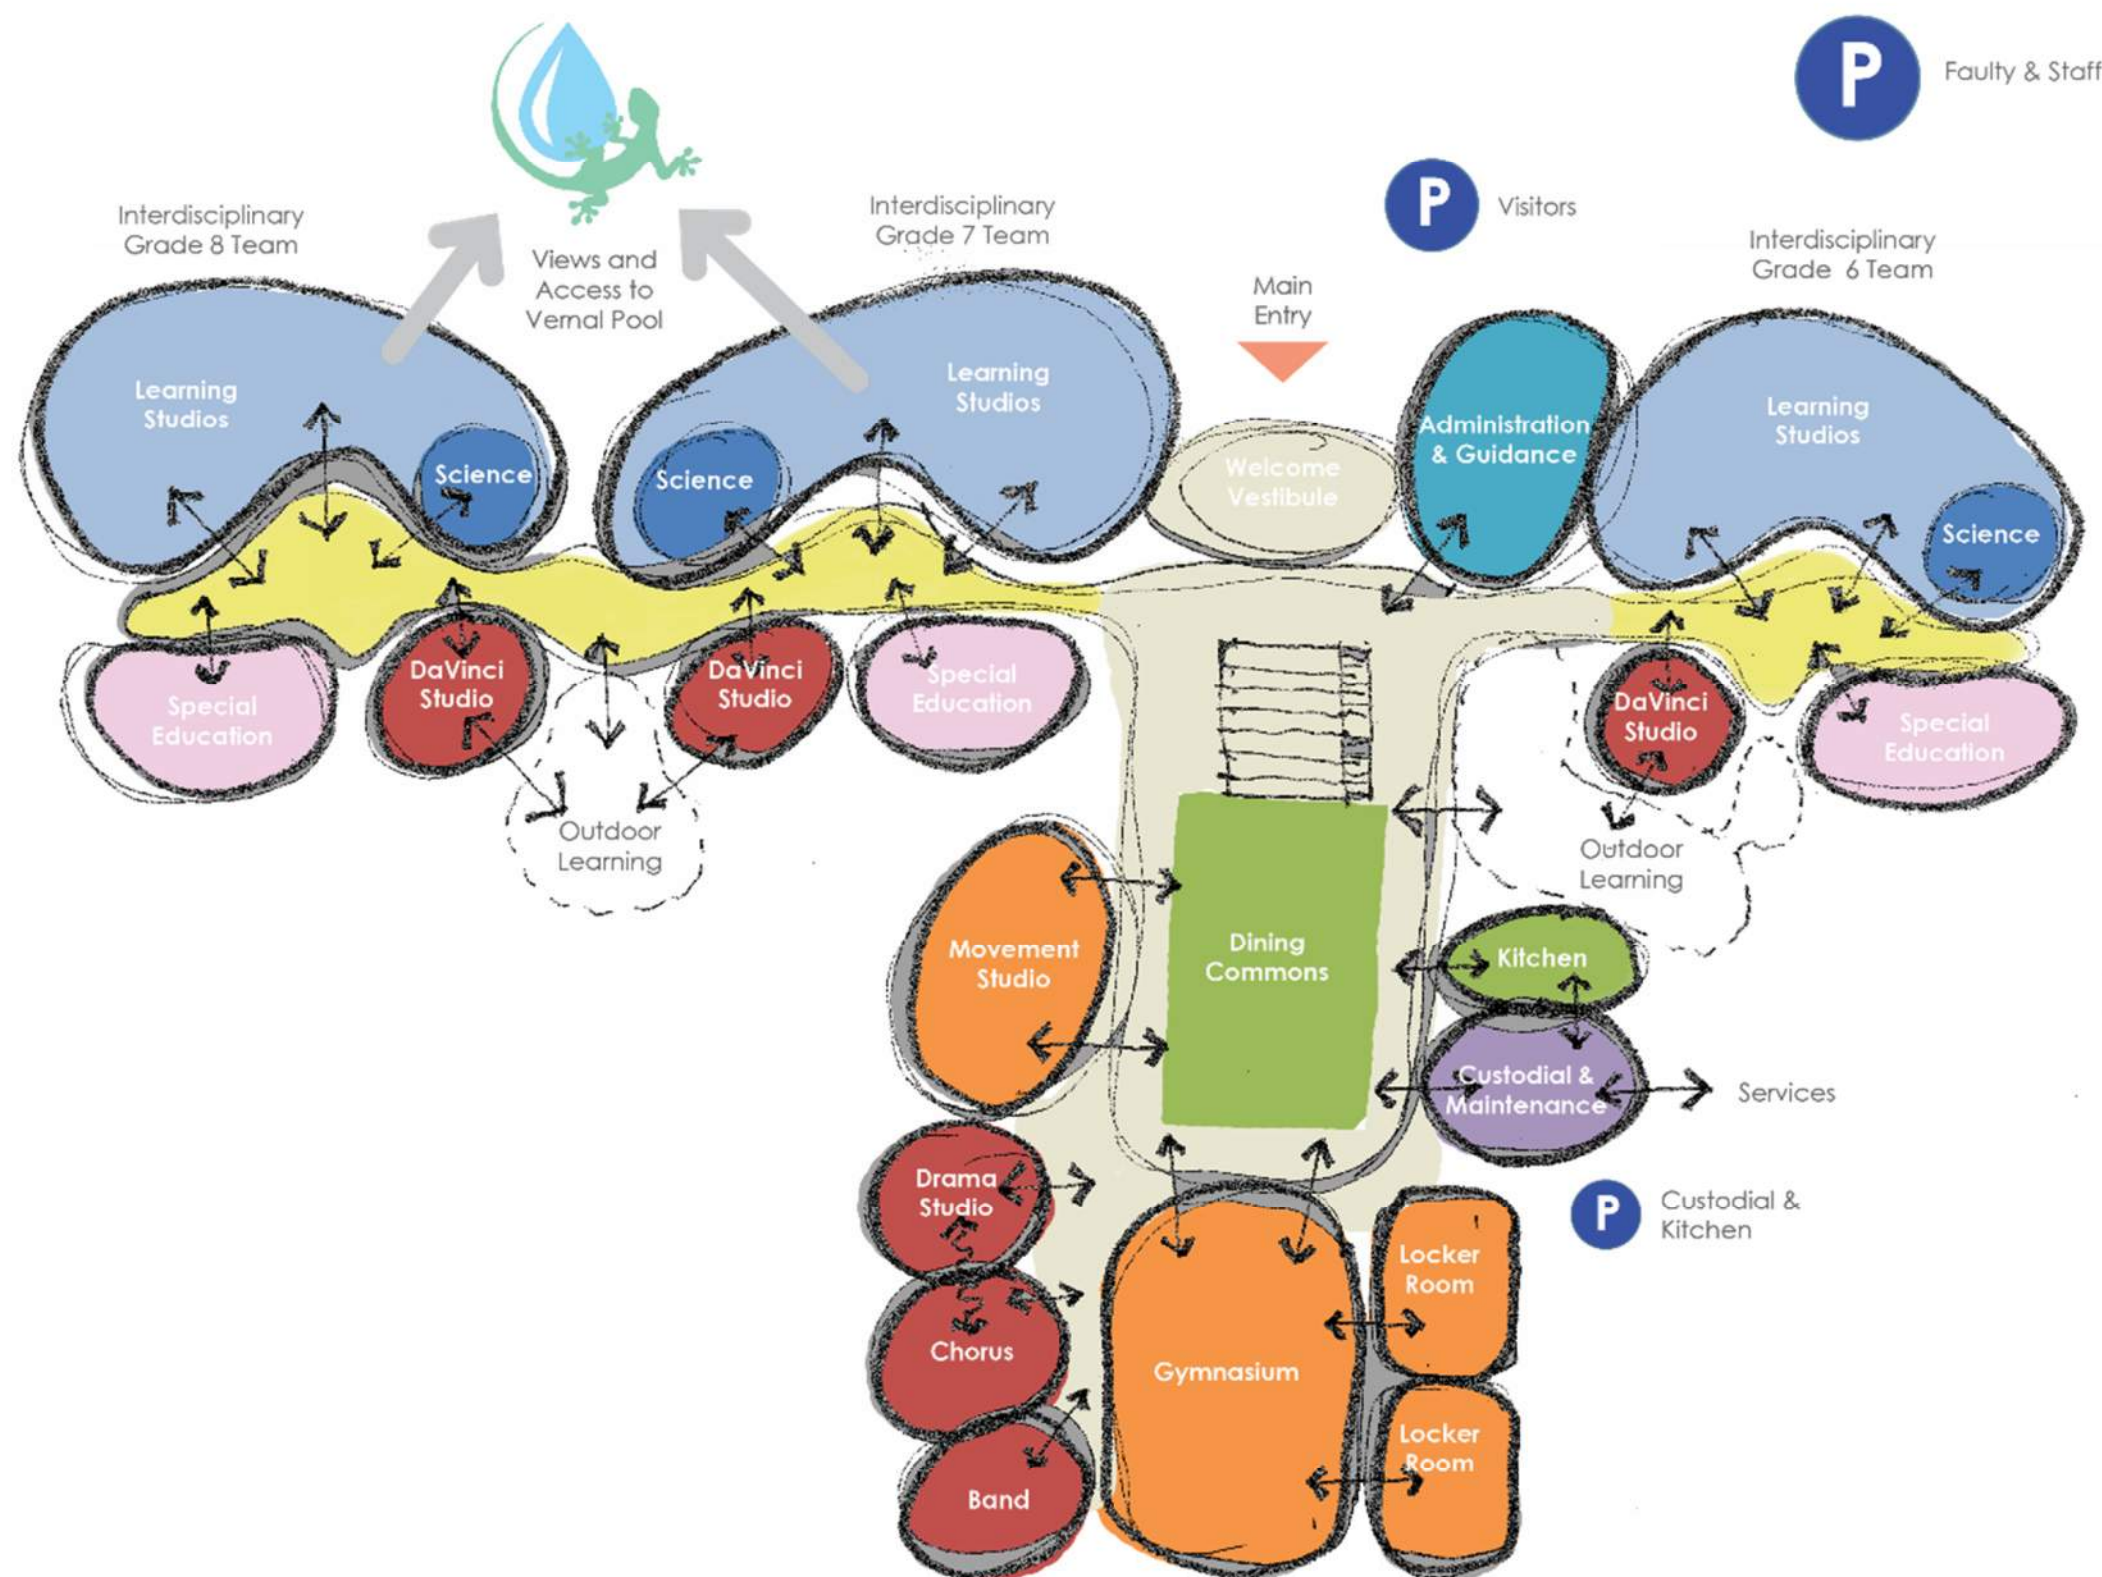 P
Faulty & Staff
P
Visitors
Interdisciplinary
Grade 8 Team
Views and
Access to
Vernal Pool
Interdisciplinary
Grade 7 Team
Main
Entry
Interdisciplinary
Grade 6 Team
Learning
Studios
Science
Science
Learning
Studios
Welcome
Vestibule
Administration
& Guidance
Learning
Studios
Science
Special
Education
DaVinci
Studio
DaVinci
Studio
Special
Education
DaVinci
Studio
Special
Education
Outdoor
Learning
Outdoor
Learning
Movement
Studio
Dining
Commons
Kitchen
Custodial &
Maintenance
Services
Drama
Studio
P
Custodial &
Kitchen
Chorus
Gymnasium
Locker
Room
Band
Locker
Room